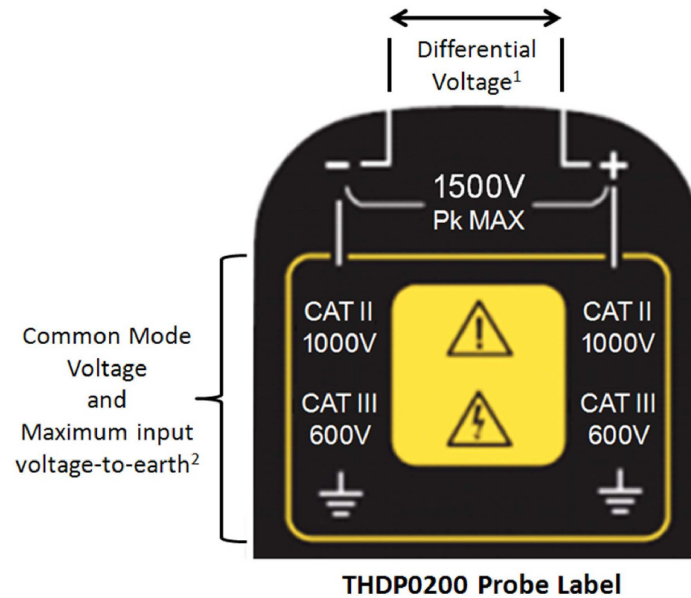 Differential
Voltage¹
- +
1500V
Pk MAX
CAT II
1000V
CAT II
1000V
Common Mode
Voltage
and
Maximum input
voltage-to-earth²
CAT III
600V
CAT III
600V
THDP0200 Probe Label